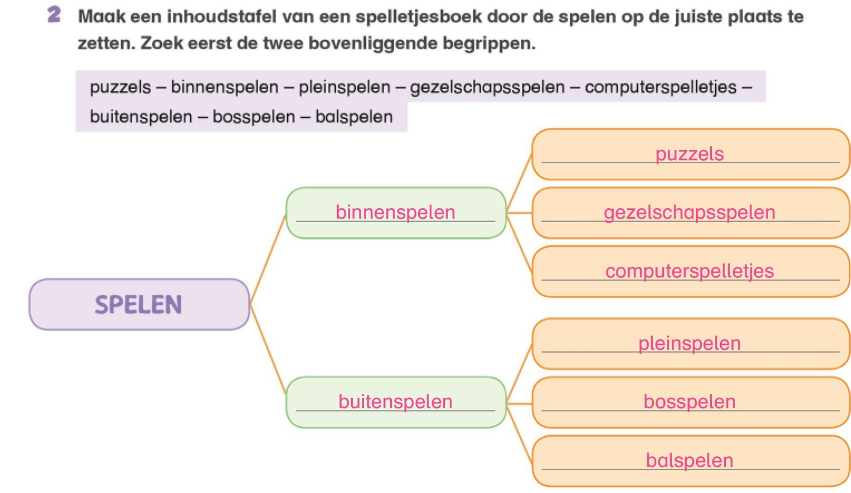 2 Maak een inhoudstafel van een spelletjesboek door de spelen op de juiste plaats te
zetten. Zoek eerst de twee bovenliggende begrippen.
puzzels – binnenspelen – pleinspelen – gezelschapsspelen – computerspelletjes –
buitenspelen – bosspelen – balspelen
SPELEN
binnenspelen
puzzels
gezelschapsspelen
computerspelletjes
buitenspelen
pleinspelen
bosspelen
balspelen